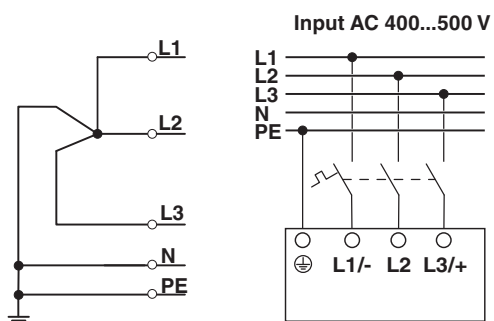 Input AC 400...500 V
L1
L2
L3
N
PE
L1
L2
L3
N
PE
L1/- L2 L3/+